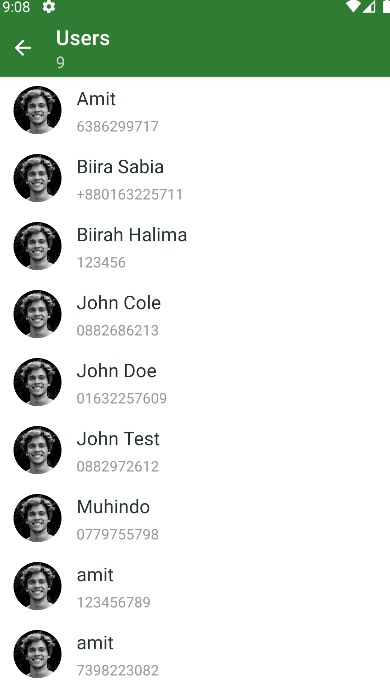 9:08
Users
9
Amit
6386299717
Biira Sabia
+880163225711
Biirah Halima
123456
John Cole
0882686213
John Doe
01632257609
John Test
0882972612
Muhindo
0779755798
amit
123456789
amit
7398223082